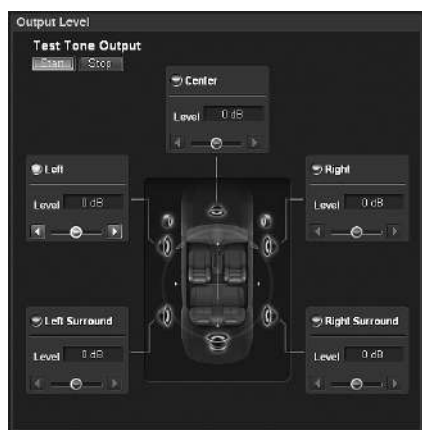 Output Level
Test Tone Output
Start Stop
Center
Level 0 dB
Left
Level 0 dB
Right
Level 0 dB
Left Surround
Level 0 dB
Right Surround
Level 0 dB